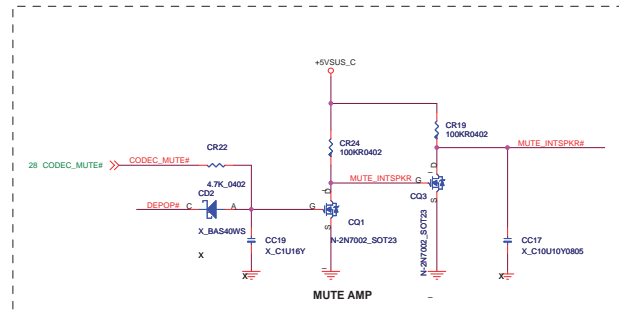 +5VSUS_C
CR22
CR24
100KR0402
CR19
100KR0402
28 CODEC_MUTE#
CODEC_MUTE#
MUTE_INTSPKR#
4.7K_0402
CD2
MUTE_INTSPKR
G
D
S
CQ3
N-2N7002_SOT23
DEPOP#
C
A
G
D
S
CQ1
N-2N7002_SOT23
X_BAS40WS
X
CC19
X_C1U16Y
X
CC17
X_C10U10Y0805
X
MUTE AMP